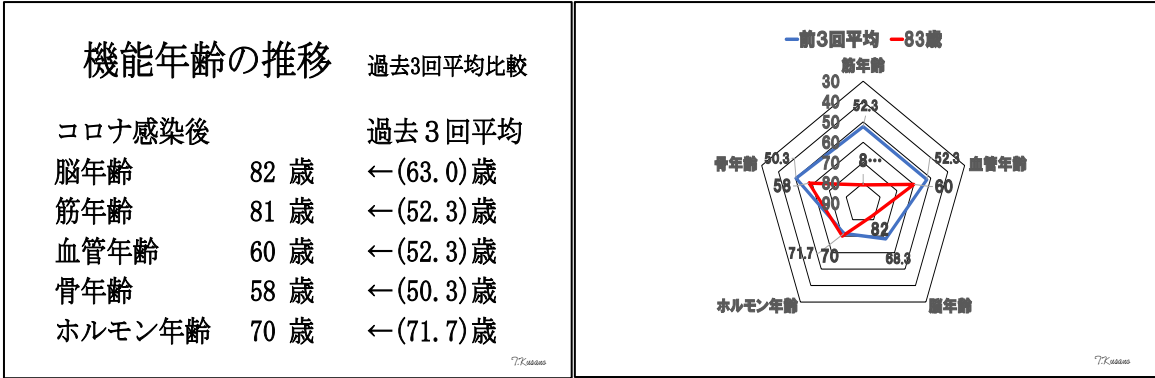 機能年齢の推移 過去3回平均比較
コロナ感染後 過去３回平均
脳年齢 82 歳 ←(63.0)歳
筋年齢 81 歳 ←(52.3)歳
血管年齢 60 歳 ←(52.3)歳
骨年齢 58 歳 ←(50.3)歳
ホルモン年齢 70 歳 ←(71.7)歳
T.Kusano
前3回平均 83歳
筋年齢
30
40
52.3
50
60
50.3
52.3
骨年齢
血管年齢
70
8…
58
80
60
90
82
71.7
70
68.3
ホルモン年齢
脳年齢
T.Kusano